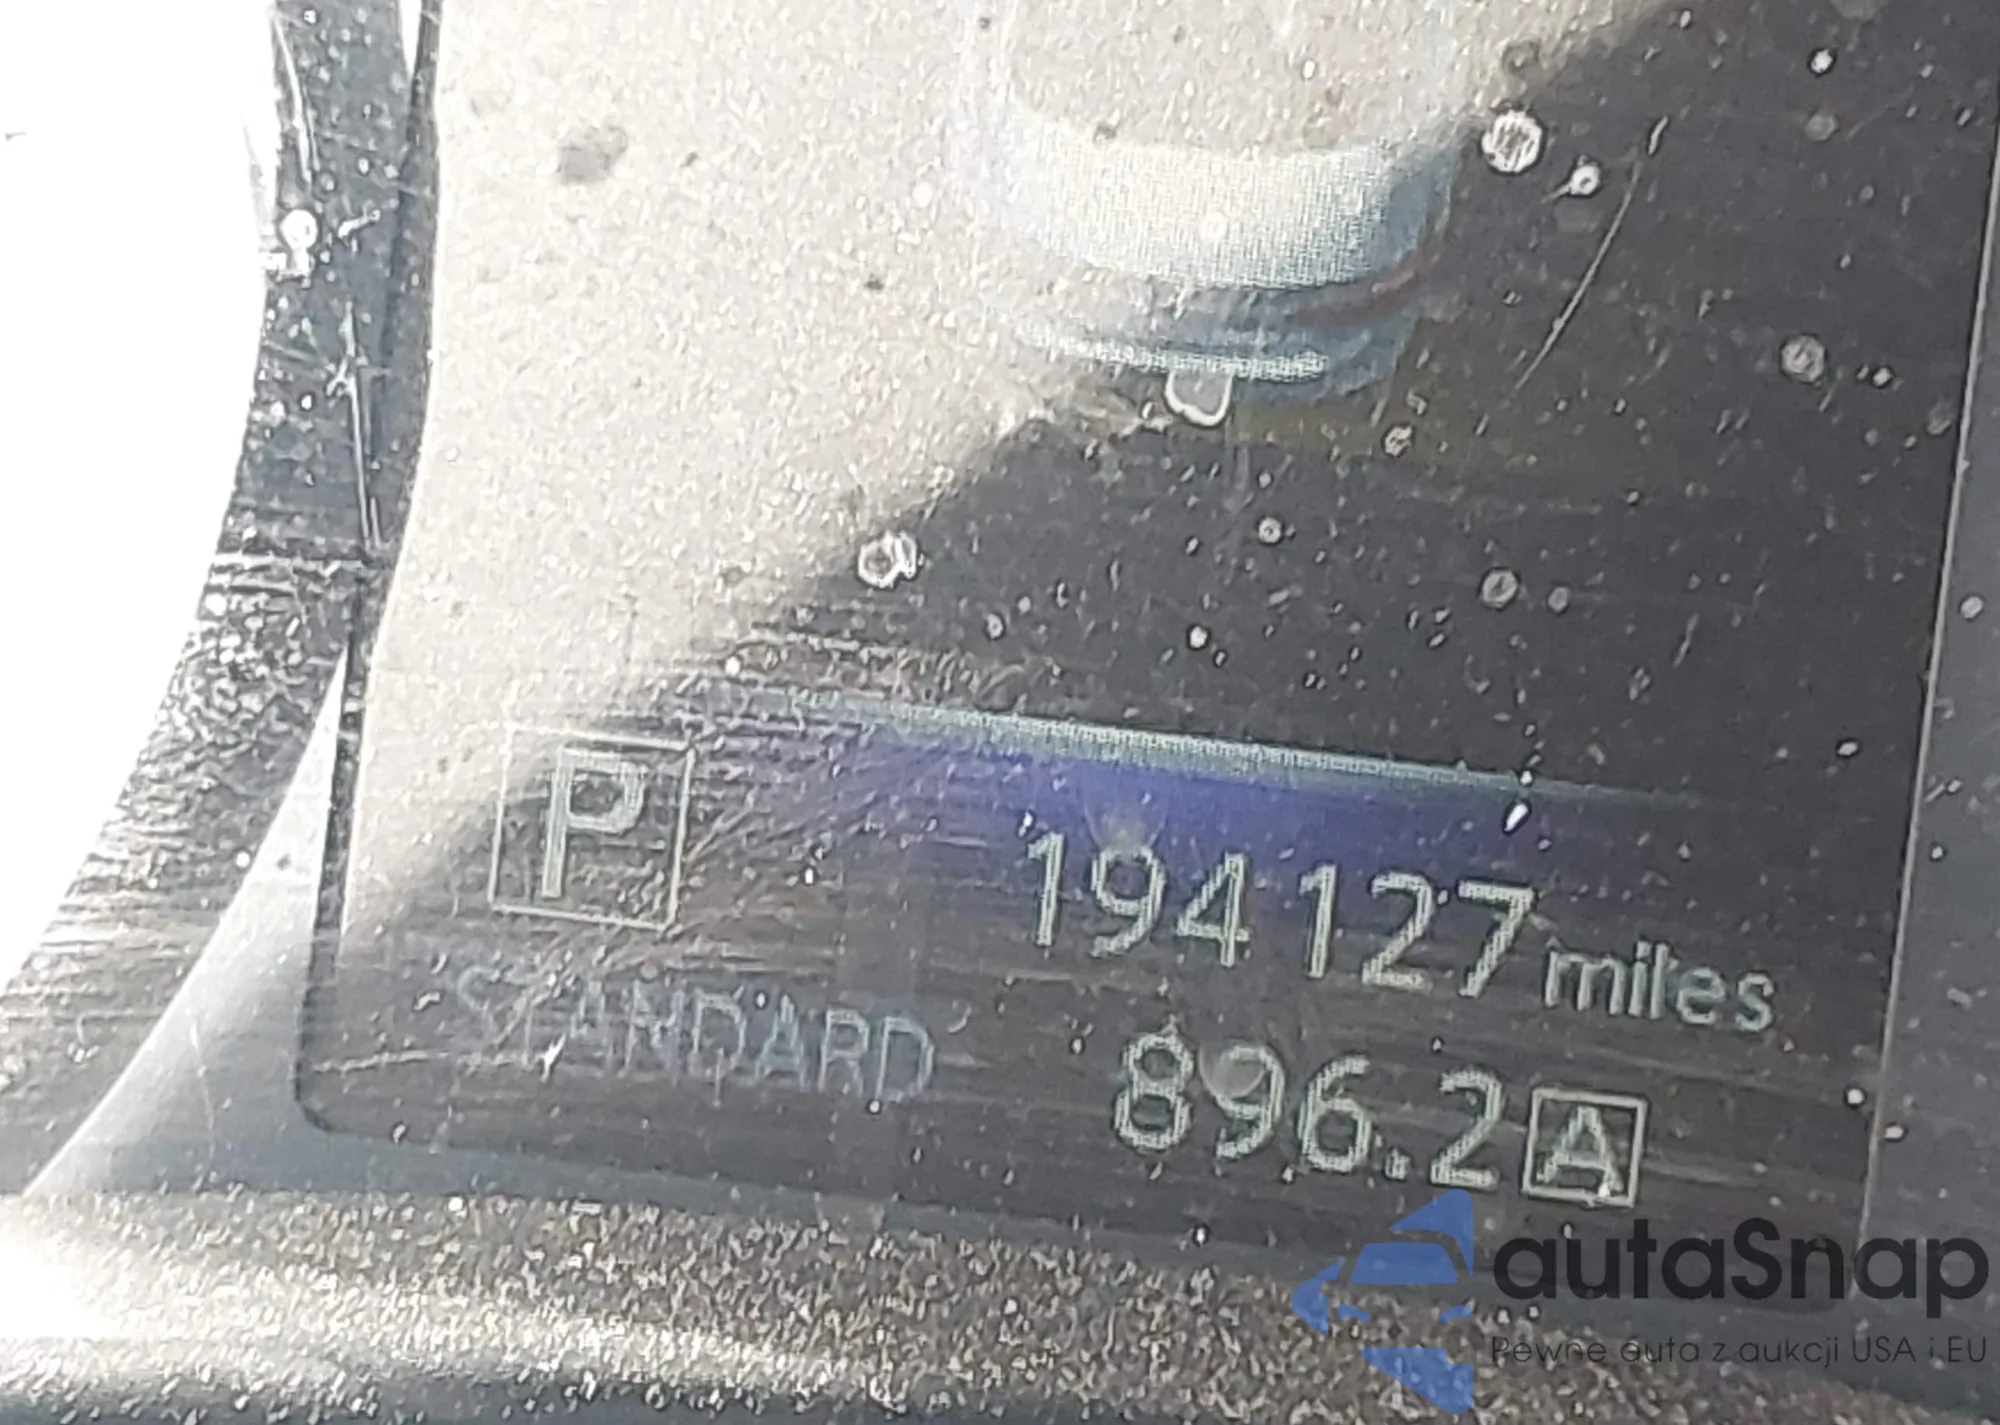 P
194127 miles
STANDARD
896.2 A
autaSnap
Pewne auta z aukcji USA i EU